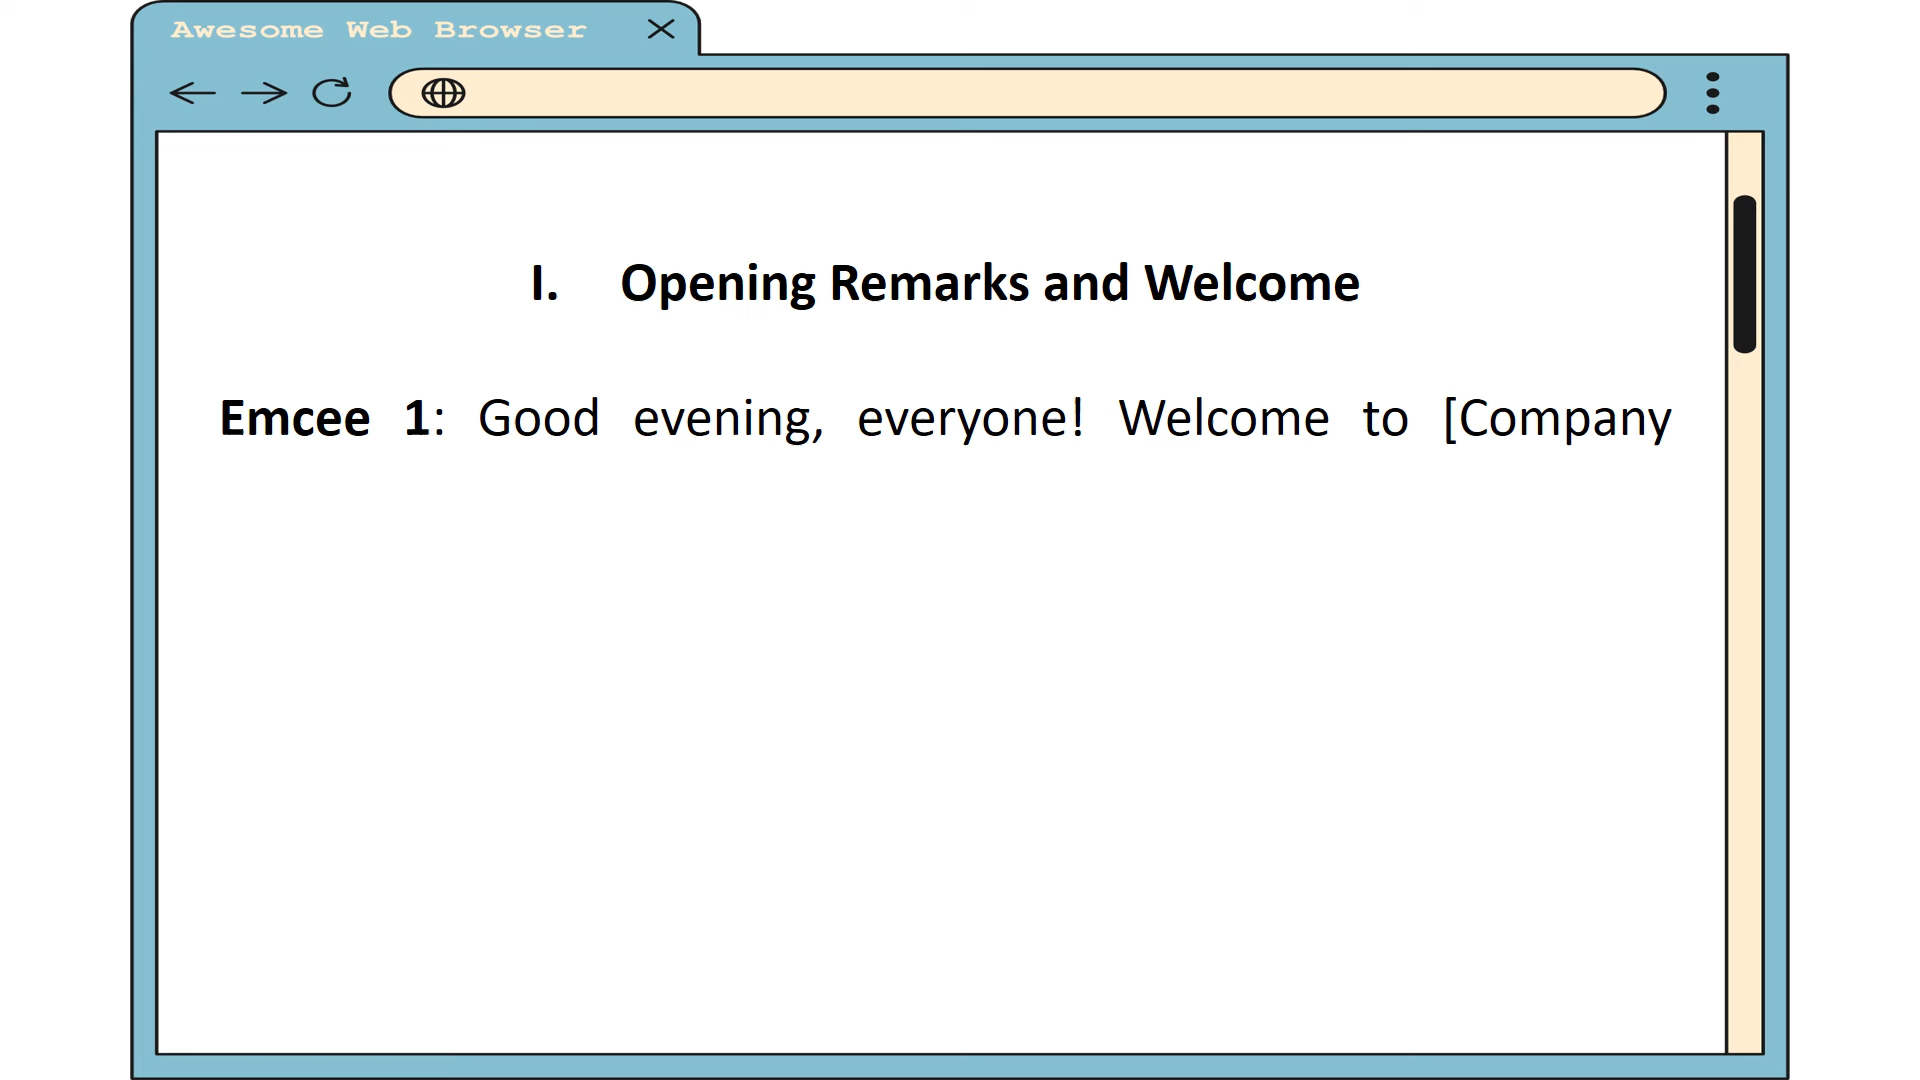 Awesome Web Browser
I. Opening Remarks and Welcome
Emcee 1: Good evening, everyone! Welcome to [Company